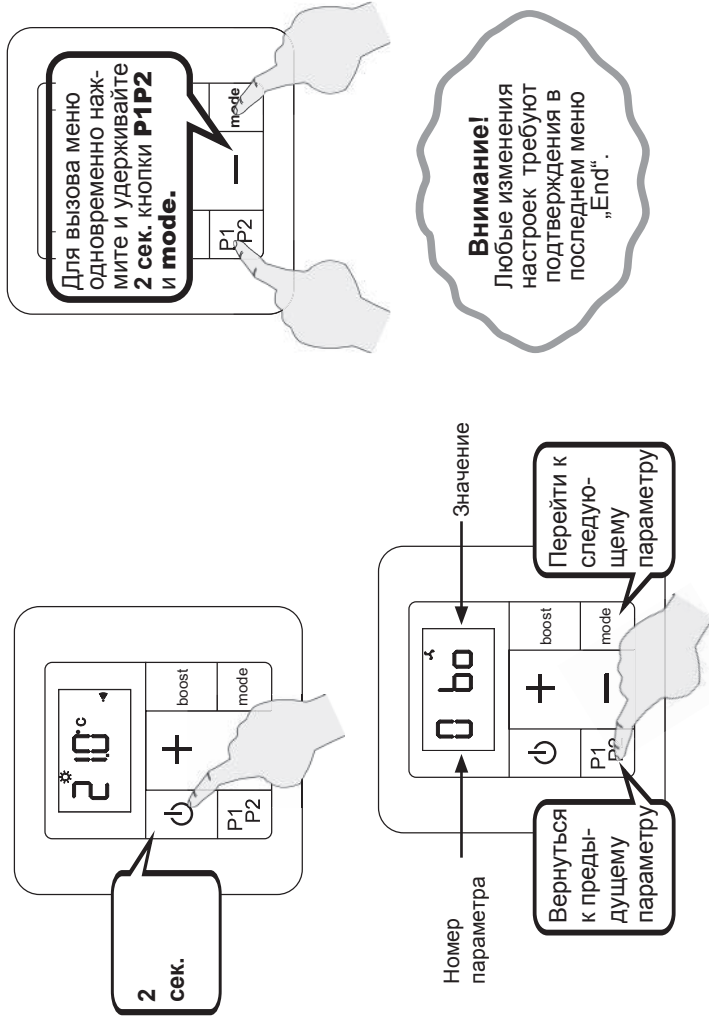 2
сек.
21.0°c
boost
mode
P1
P2
Для вызова меню
одновременно наж-
мите и удерживайте
2 сек. кнопки P1P2
и mode.
P1
P2
mode
Номер
параметра
0 bo
Значение
boost
mode
P1
P2
Вернуться
к преды-
дущему
параметру
Перейти к
следую-
щему
параметру
Внимание!
Любые изменения
настроек требуют
подтверждения в
последнем меню
„End“.